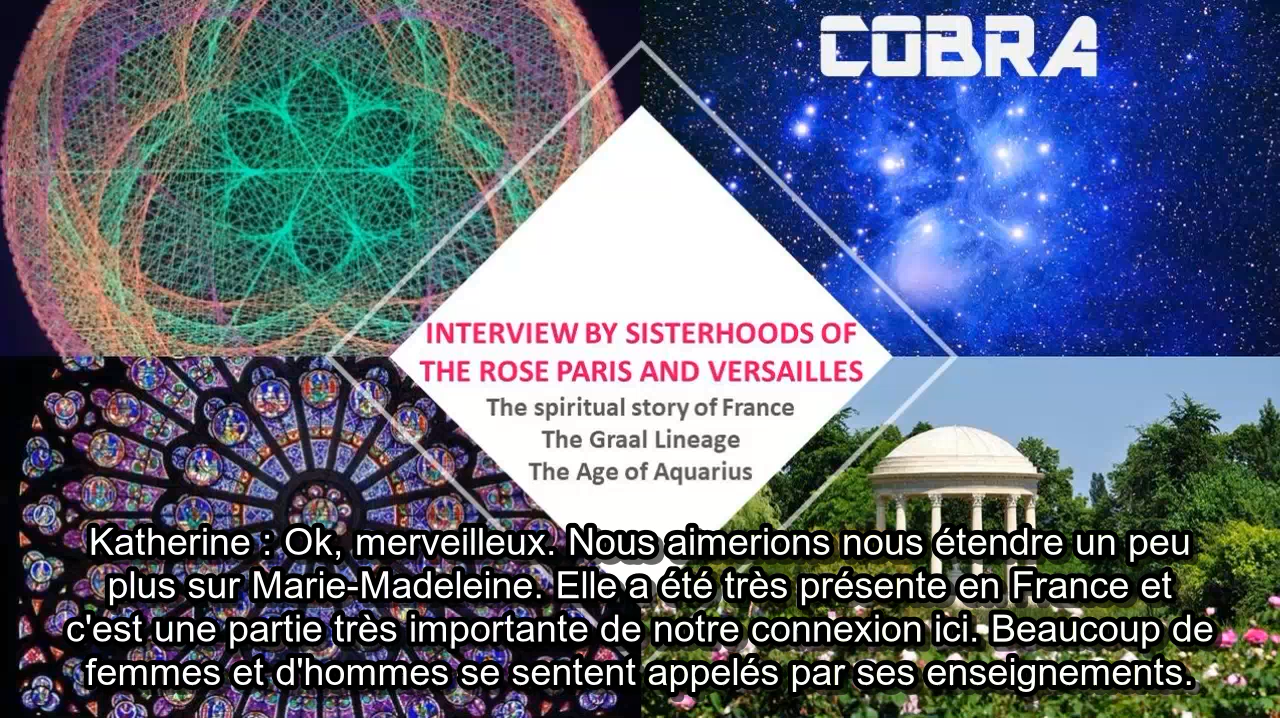 COBRA
INTERVIEW BY SISTERHOODS OF
THE ROSE PARIS AND VERSAILLES
The spiritual story of France
The Graal Lineage
The Age of Aquarius
Katherine : Ok, merveilleux. Nous aimerions nous étendre un peu
plus sur Marie-Madeleine. Elle a été très présente en France et
c'est une partie très importante de notre connexion ici. Beaucoup de
femmes et d'hommes se sentent appelés par ses enseignements.